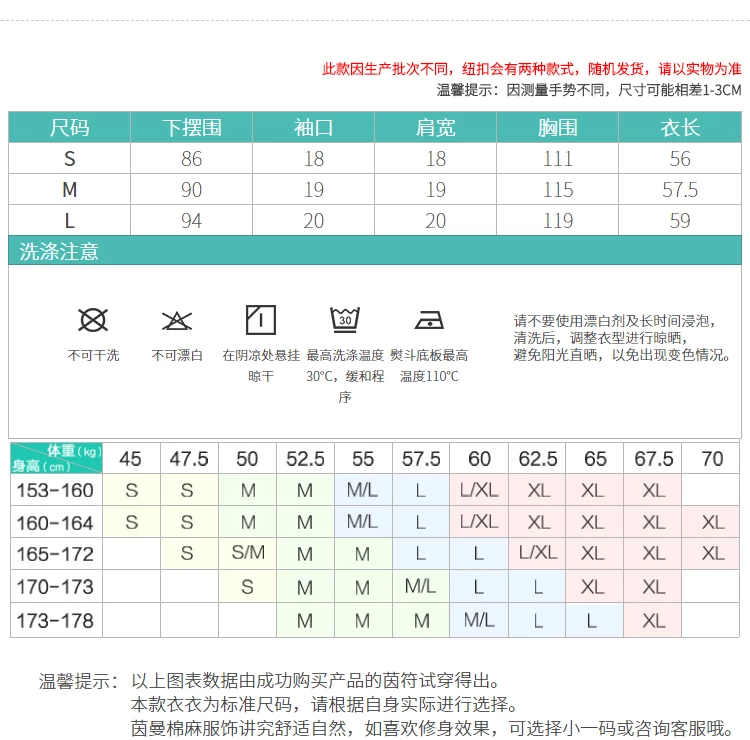 此款因生产批次不同，纽扣会有两种款式，随机发货，请以实物为准
温馨提示：因测量手势不同，尺寸可能相差1-3CM
尺码 下摆围 袖口 肩宽 胸围 衣长
S 86 18 18 111 56
M 90 19 19 115 57.5
L 94 20 20 119 59
洗涤注意
30
不可干洗 不可漂白 在阴凉处悬挂 最高洗涤温度 熨斗底板最高
晾干 30℃，缓和程 温度110℃
序
请不要使用漂白剂及长时间浸泡，
清洗后，调整衣型进行晾晒，
避免阳光直晒，以免出现变色情况。
体重(kg) 身高(cm) 45 47.5 50 52.5 55 57.5 60 62.5 65 67.5 70
153-160 S S M M M/L L L/XL XL XL XL
160-164 S S M M M/L L L/XL XL XL XL XL
165-172 S S/M M M L L L/XL XL XL XL
170-173 S M M M/L L L XL XL
173-178 M M M M/L L L XL
温馨提示：以上图表数据由成功购买产品的茵符试穿得出。
本款衣衣为标准尺码，请根据自身实际进行选择。
茵曼棉麻服饰讲究舒适自然，如喜欢修身效果，可选择小一码或咨询客服哦。